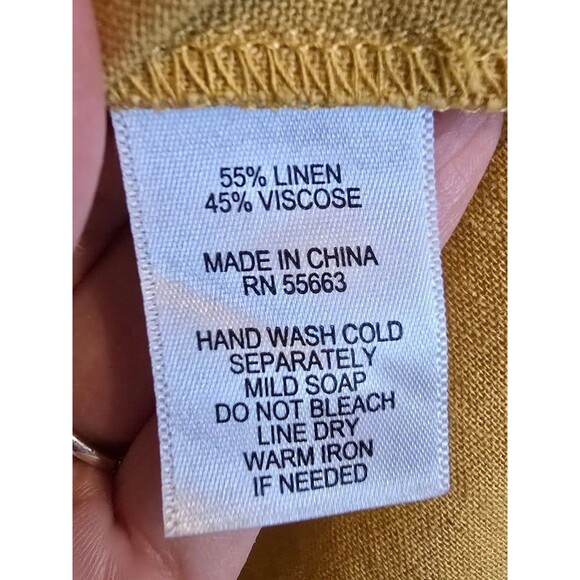 55% LINEN
45% VISCOSE
MADE IN CHINA
RN 55663
HAND WASH COLD
SEPARATELY
MILD SOAP
DO NOT BLEACH
LINE DRY
WARM IRON
IF NEEDED